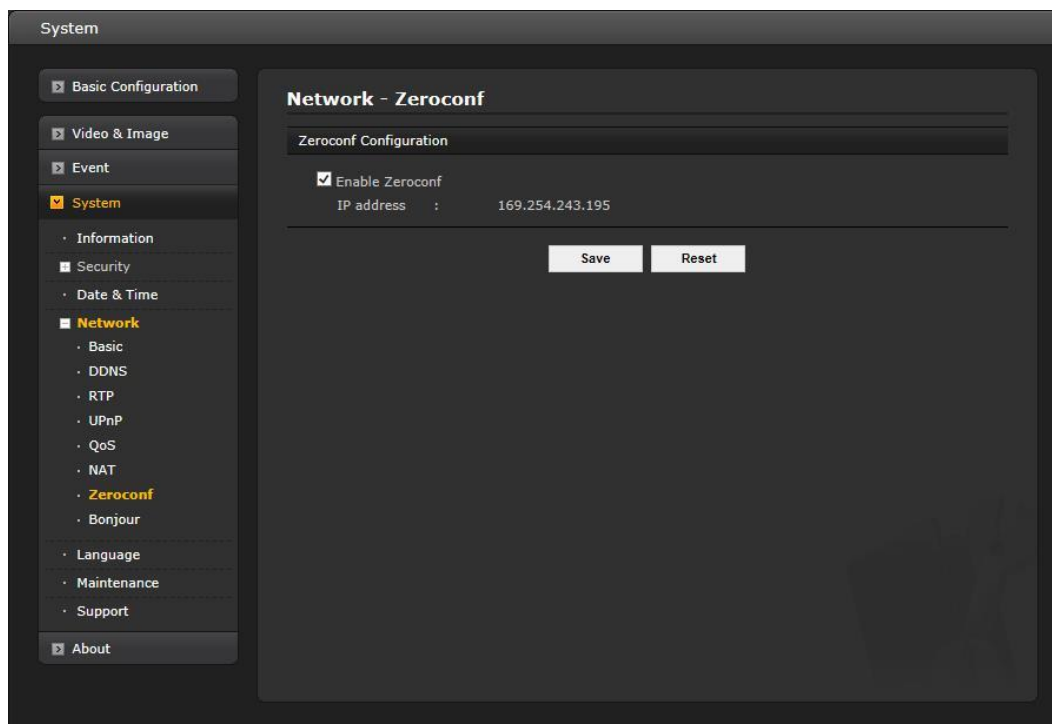 System
Basic Configuration
Video & Image
Event
System
Information
Security
Date & Time
Network
Basic
DDNS
RTP
UPnP
QoS
NAT
Zeroconf
Bonjour
Language
Maintenance
Support
About
Network - Zeroconf
Zeroconf Configuration
Enable Zeroconf
IP address : 169.254.243.195
Save Reset